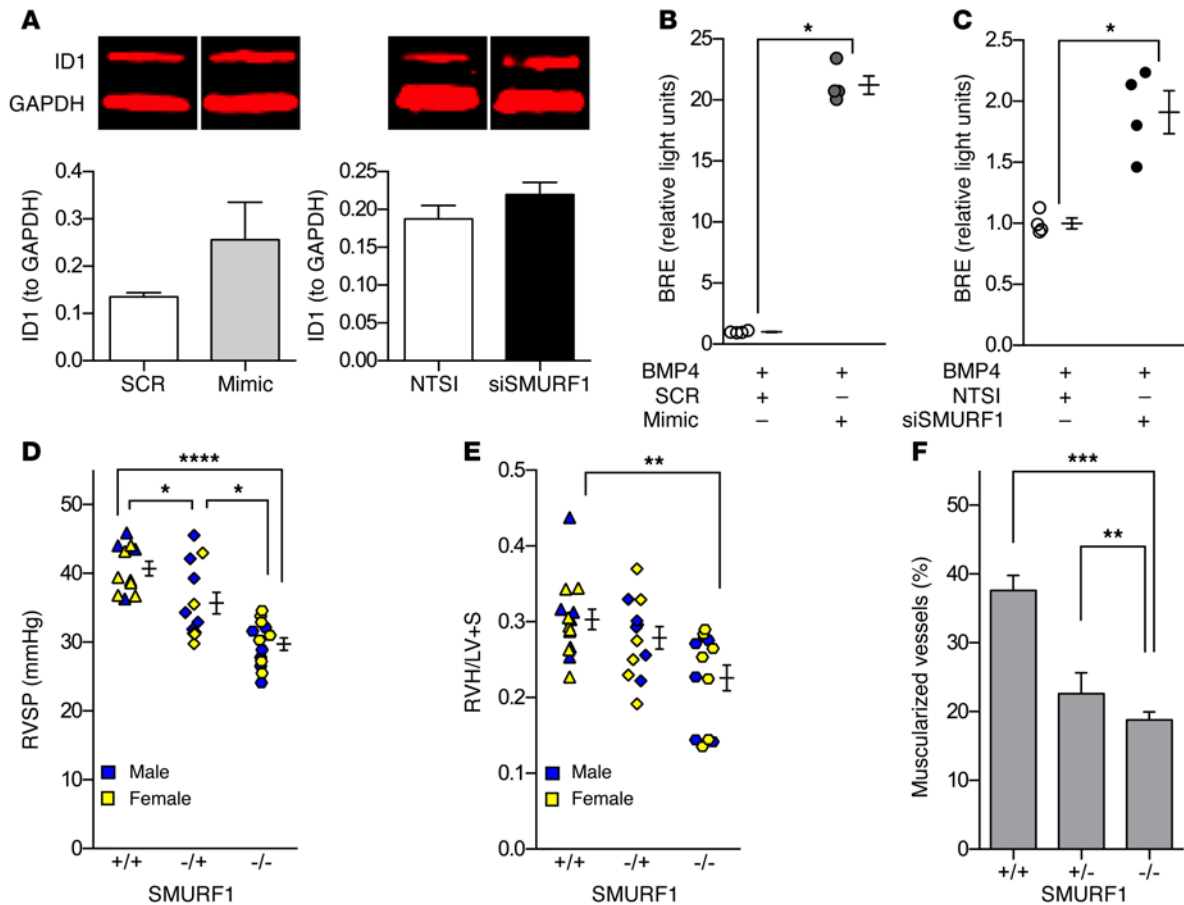 A
ID1
GAPDH
ID1 (to GAPDH)
0.4
0.3
0.2
0.1
0.0
SCR Mimic
ID1 (to GAPDH)
0.25
0.20
0.15
0.10
0.05
0.00
NTSI siSMURF1
B
BRE (relative light units)
25
20
15
10
5
0
*
BMP4 + +
SCR + –
Mimic – +
C
BRE (relative light units)
2.5
2.0
1.5
1.0
0.5
0.0
*
BMP4 + +
NTSI + –
siSMURF1 – +
D
RVSP (mmHg)
50
40
30
20
10
0
****
* *
Male
Female
+/+ -/+ -/-
SMURF1
E
RVH/LV+S
0.5
0.4
0.3
0.2
0.1
0.0
**
Male
Female
+/+ -/+ -/-
SMURF1
F
Muscularized vessels (%)
50
40
30
20
10
0
***
**
+/+ +/- -/-
SMURF1